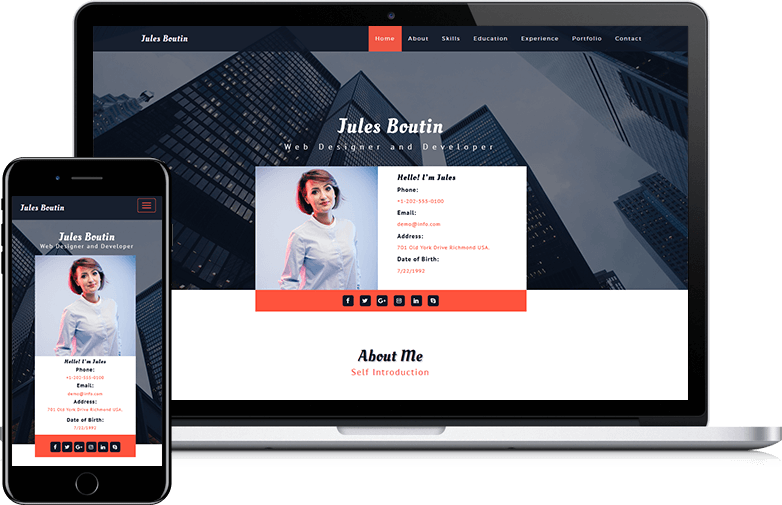 Jules Boutin
Home About Skills Education Experience Portfolio Contact
Jules Boutin
Web Designer and Developer
Hello! I'm Jules
Phone:
+1-202-555-0100
Email:
demo@info.com
Address:
701 Old York Drive Richmond USA.
Date of Birth:
7/22/1992
About Me
Self Introduction
Jules Boutin
Jules Boutin
Web Designer and Developer
Hello! I'm Jules
Phone:
+1-202-555-0100
Email:
demo@info.com
Address:
701 Old York Drive Richmond USA.
Date of Birth:
7/22/1992